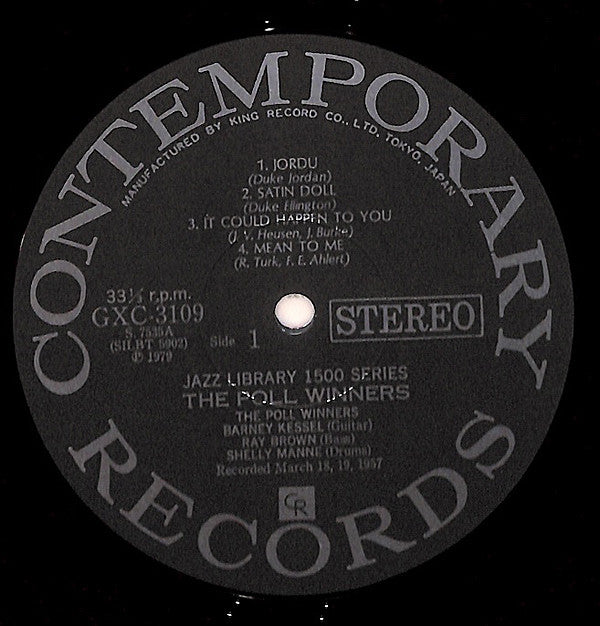 CONTEMPORARY RECORDS
MANUFACTURED BY KING RECORD CO., LTD. TOKYO, JAPAN
1. JORDU
(Duke Jordan)
2. SATIN DOLL
(Duke Ellington)
3. IT COULD HAPPEN TO YOU
(J. V. Heusen, J. Burke)
4. MEAN TO ME
(R. Turk, F. E. Ahlert)
33⅓ r.p.m.
GXC-3109
S 7535A
(SILBT 5902)
℗ 1979
Side 1
STEREO
JAZZ LIBRARY 1500 SERIES
THE POLL WINNERS
THE POLL WINNERS
BARNEY KESSEL (Guitar)
RAY BROWN (Bass)
SHELLY MANNE (Drums)
Recorded March 18, 19, 1957
CR